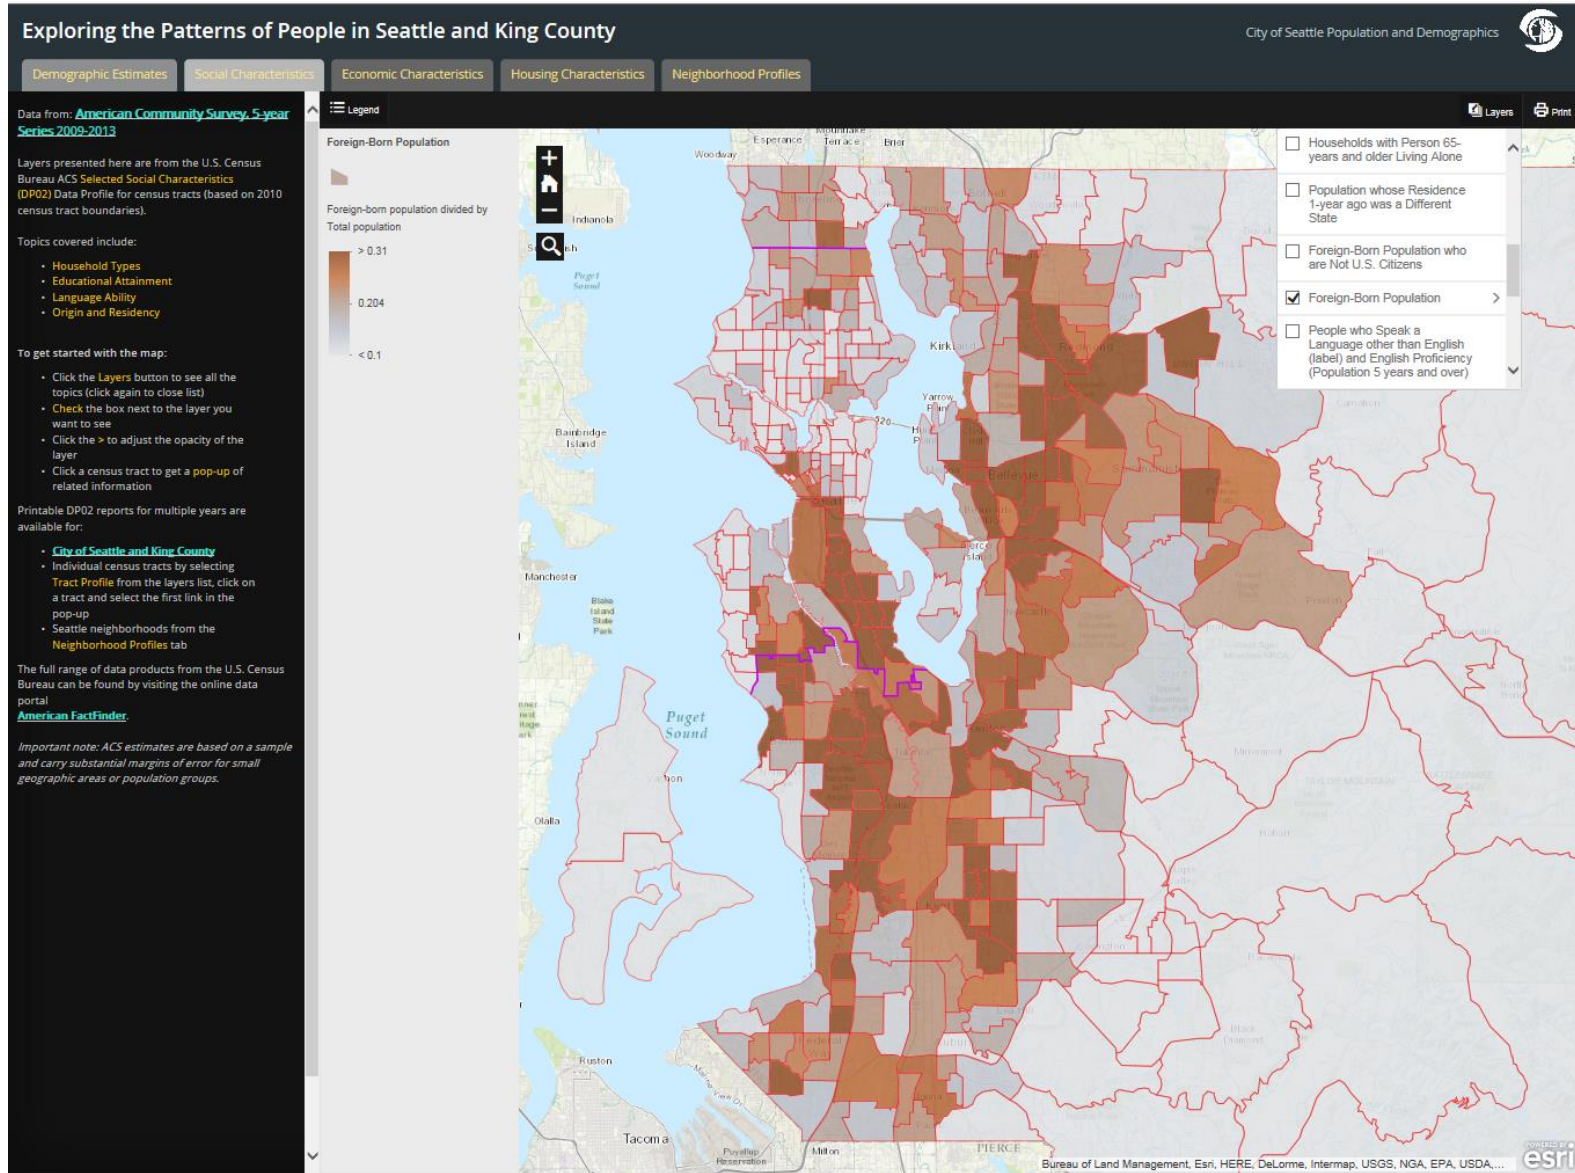 Exploring the Patterns of People in Seattle and King County
City of Seattle Population and Demographics
Demographic Estimates
Social Characteristics
Economic Characteristics
Housing Characteristics
Neighborhood Profiles
Data from: American Community Survey, 5-year
Series 2009-2013
Layers presented here are from the U.S. Census
Bureau ACS Selected Social Characteristics
(DP02) Data Profile for census tracts (based on 2010
census tract boundaries).
Topics covered include:
• Household Types
• Educational Attainment
• Language Ability
• Origin and Residency
To get started with the map:
• Click the Layers button to see all the
topics (click again to close list)
• Check the box next to the layer you
want to see
• Click the > to adjust the opacity of the
layer
• Click a census tract to get a pop-up of
related information
Printable DP02 reports for multiple years are
available for:
• City of Seattle and King County
• Individual census tracts by selecting
Tract Profile from the layers list, click on
a tract and select the first link in the
pop-up
• Seattle neighborhoods from the
Neighborhood Profiles tab
The full range of data products from the U.S. Census
Bureau can be found by visiting the online data
portal
American FactFinder.
Important note: ACS estimates are based on a sample
and carry substantial margins of error for small
geographic areas or population groups.
Legend
Layers
Print
Foreign-Born Population
Foreign-born population divided by
Total population
> 0.31
0.204
< 0.1
Households with Person 65-
years and older Living Alone
Population whose Residence
1-year ago was a Different
State
Foreign-Born Population who
are Not U.S. Citizens
Foreign-Born Population
People who Speak a
Language other than English
(label) and English Proficiency
(Population 5 years and over)
Woodway
Esperance
Mountlake
Terrace
Brier
Indianola
Puget
Sound
Kirkland
Redmond
Yarrow
520
Bainbridge
Island
Bellevue
Manchester
Blake
Island
State
Park
Puget
Sound
Olalla
Kent
Federal
Auburn
Ruston
Tacoma
Puyallup
Reservation
Milton
PIERCE
Bureau of Land Management, Esri, HERE, DeLorme, Intermap, USGS, NGA, EPA, USDA,...
POWERED BY
esri